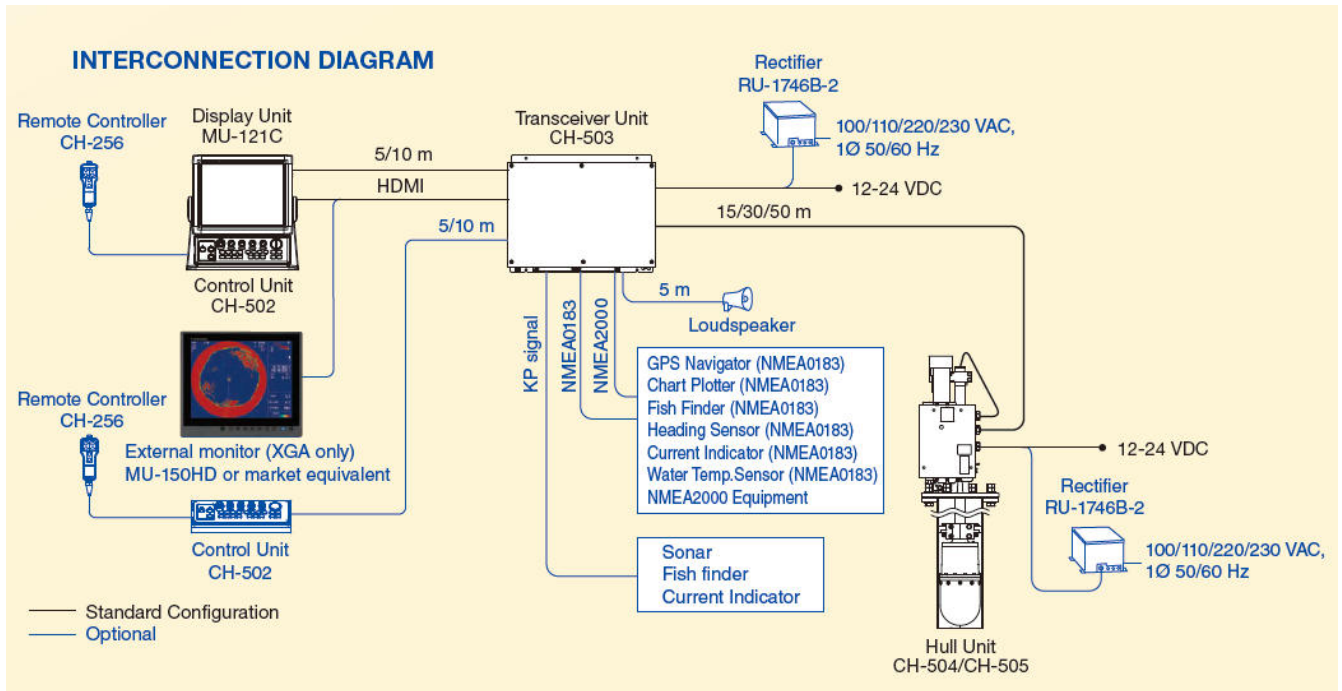 INTERCONNECTION DIAGRAM
Remote Controller
CH-256
Display Unit
MU-121C
5/10 m
HDMI
5/10 m
Transceiver Unit
CH-503
Rectifier
RU-1746B-2
100/110/220/230 VAC,
1Ø 50/60 Hz
12-24 VDC
15/30/50 m
Control Unit
CH-502
KP signal
NMEA0183
NMEA2000
5 m
Loudspeaker
GPS Navigator (NMEA0183)
Chart Plotter (NMEA0183)
Fish Finder (NMEA0183)
Heading Sensor (NMEA0183)
Current Indicator (NMEA0183)
Water Temp.Sensor (NMEA0183)
NMEA2000 Equipment
Remote Controller
CH-256
External monitor (XGA only)
MU-150HD or market equivalent
Control Unit
CH-502
Sonar
Fish finder
Current Indicator
12-24 VDC
Rectifier
RU-1746B-2
100/110/220/230 VAC,
1Ø 50/60 Hz
Hull Unit
CH-504/CH-505
Standard Configuration
Optional